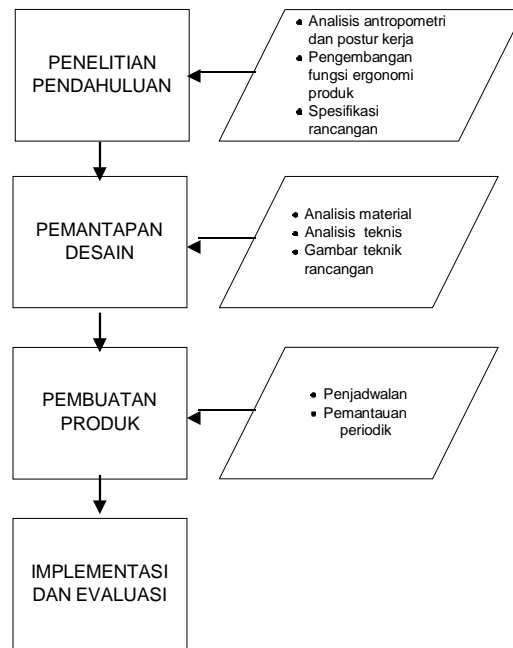 PENELITIAN
PENDAHULUAN
• Analisis antropometri
dan postur kerja
• Pengembangan
fungsi ergonomi
produk
• Spesifikasi
rancangan
PEMANTAPAN
DESAIN
• Analisis material
• Analisis teknis
• Gambar teknik
rancangan
PEMBUATAN
PRODUK
• Penjadwalan
• Pemantauan
periodik
IMPLEMENTASI
DAN EVALUASI